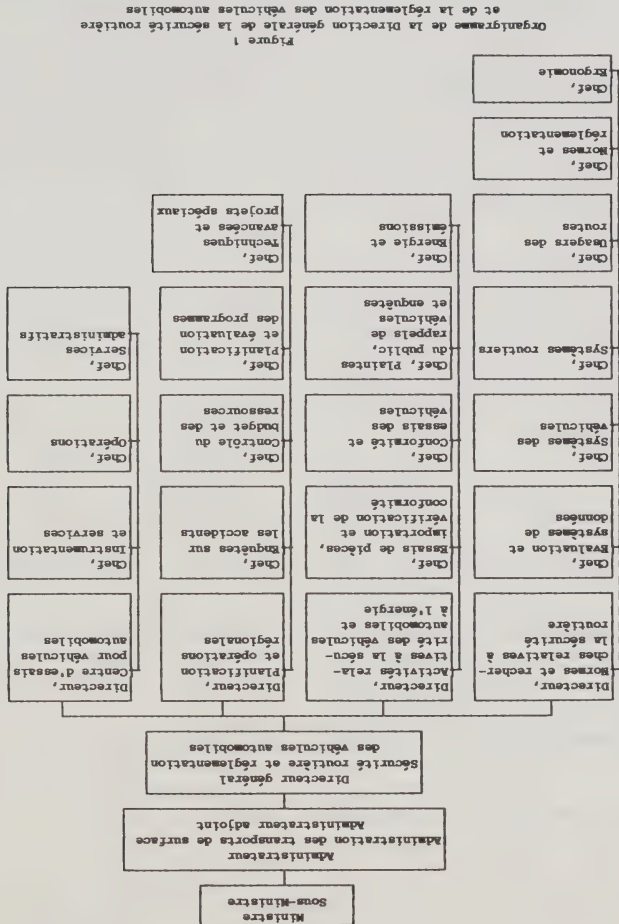 Ministre
Sous-Ministre
Administrateur
Administration des transports de surface
Administrateur adjoint
Directeur général
Sécurité routière et réglementation
des véhicules automobiles
Directeur,
Normes et recher-
ches relatives à
la sécurité
routière
Chef,
Evaluation et
systèmes de
données
Chef,
Systèmes des
véhicules
Chef,
Systèmes routiers
Chef,
Usagers des
routes
Chef,
Normes et
réglementation
Chef,
Ergonomie
Directeur,
Activités rela-
tives à la sécu-
rité des véhicules
automobiles et
à l'énergie
Chef,
Essais de pièces,
importation et
vérification de la
conformité
Chef,
Conformité et
essais des
véhicules
Chef, Plaintes
du public,
rappels de
véhicules
et enquêtes
Chef,
Energie et
émissions
Directeur,
Planification
et opérations
régionales
Chef,
Enquêtes sur
les accidents
Chef,
Contrôle du
budget et des
ressources
Chef,
Planification
et évaluation
des programmes
Chef,
Techniques
avancées et
projets spéciaux
Directeur,
Centre d'essais
pour véhicules
automobiles
Chef,
Instrumentation
et services
Chef,
Opérations
Chef,
Services
administratifs
Figure 1
Organigramme de la Direction générale de la sécurité routière
et de la réglementation des véhicules automobiles